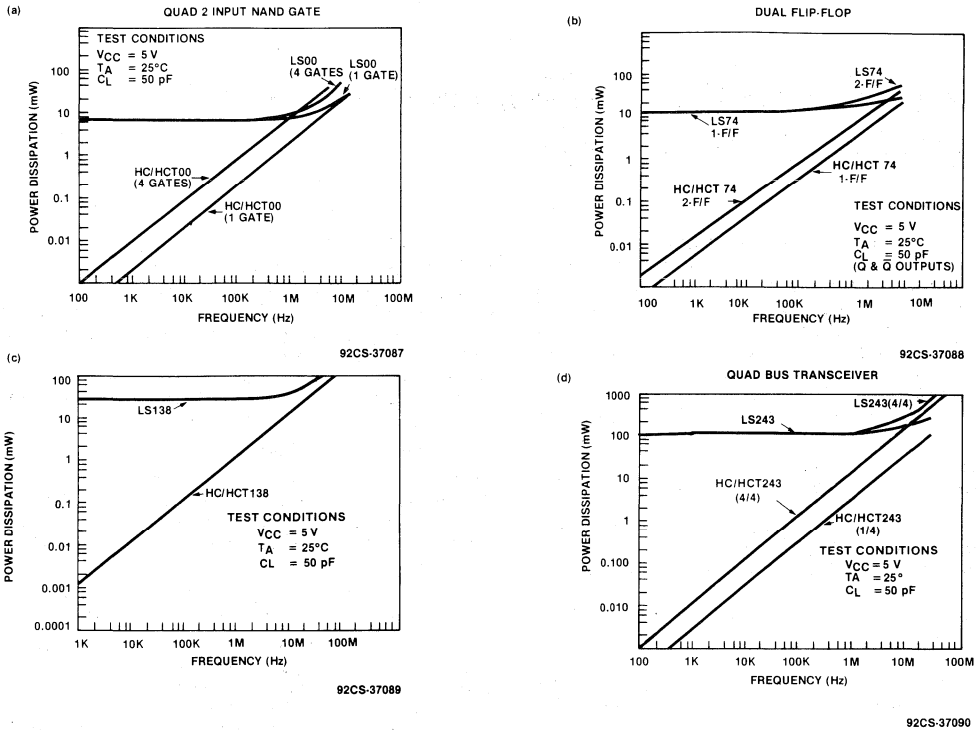 (a)
QUAD 2 INPUT NAND GATE
TEST CONDITIONS
VCC = 5 V
TA = 25°C
CL = 50 pF
LS00
(4 GATES)
LS00
(1 GATE)
HC/HCT00
(4 GATES)
HC/HCT00
(1 GATE)
POWER DISSIPATION (mW)
100
10
1
0.1
0.01
100 1K 10K 100K 1M 10M 100M
FREQUENCY (Hz)
92CS-37087
(b)
DUAL FLIP-FLOP
LS74
2-F/F
LS74
1-F/F
HC/HCT 74
1-F/F
HC/HCT 74
2-F/F
TEST CONDITIONS
VCC = 5 V
TA = 25°C
CL = 50 pF
(Q & Q̅ OUTPUTS)
POWER DISSIPATION (mW)
100
10
1
0.1
0.01
100 1K 10K 100K 1M 10M
FREQUENCY (Hz)
92CS-37088
(c)
LS138
HC/HCT138
TEST CONDITIONS
VCC = 5 V
TA = 25°C
CL = 50 pF
POWER DISSIPATION (mW)
100
10
1
0.1
0.01
0.001
0.0001
1K 10K 100K 1M 10M 100M
FREQUENCY (Hz)
92CS-37089
(d)
QUAD BUS TRANSCEIVER
LS243(4/4)
LS243
HC/HCT243
(4/4)
HC/HCT243
(1/4)
TEST CONDITIONS
VCC = 5 V
TA = 25°
CL = 50 pF
POWER DISSIPATION (mW)
1000
100
10
1
0.100
0.010
100 1K 10K 100K 1M 10M 100M
FREQUENCY (Hz)
92CS-37090